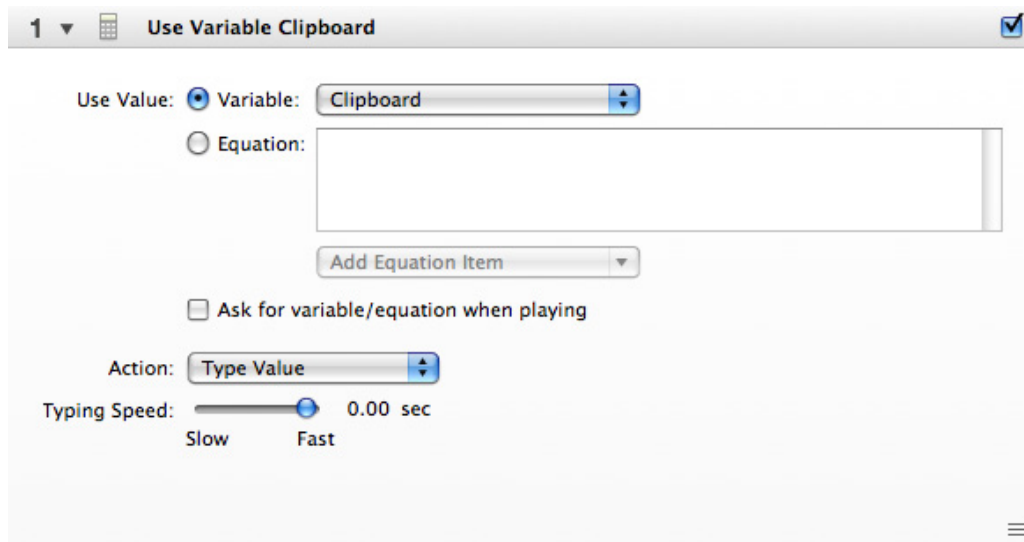 1 Use Variable Clipboard
Use Value: Variable: Clipboard
Equation:
Add Equation Item
Ask for variable/equation when playing
Action: Type Value
Typing Speed: 0.00 sec
Slow Fast